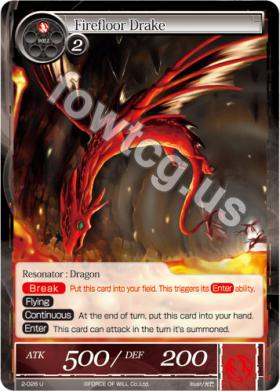 Firefloor Drake
WILL
2
fowtcg.us
Resonator : Dragon
Break Put this card into your field. This triggers its Enter ability.
Flying
Continuous At the end of turn, put this card into your hand.
Enter This card can attack in the turn it's summoned.
ATK 500/ DEF 200
2-026 U ©FORCE OF WILL Co.,Ltd. Illust/